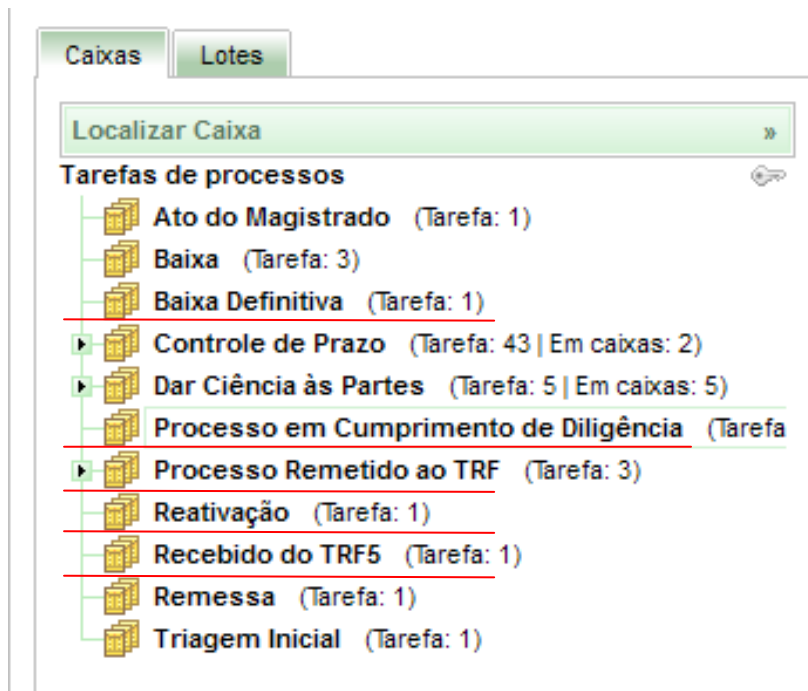 Caixas
Lotes
Localizar Caixa »
Tarefas de processos
Ato do Magistrado (Tarefa: 1)
Baixa (Tarefa: 3)
Baixa Definitiva (Tarefa: 1)
Controle de Prazo (Tarefa: 43 | Em caixas: 2)
Dar Ciência às Partes (Tarefa: 5 | Em caixas: 5)
Processo em Cumprimento de Diligência (Tarefa
Processo Remetido ao TRF (Tarefa: 3)
Reativação (Tarefa: 1)
Recebido do TRF5 (Tarefa: 1)
Remessa (Tarefa: 1)
Triagem Inicial (Tarefa: 1)